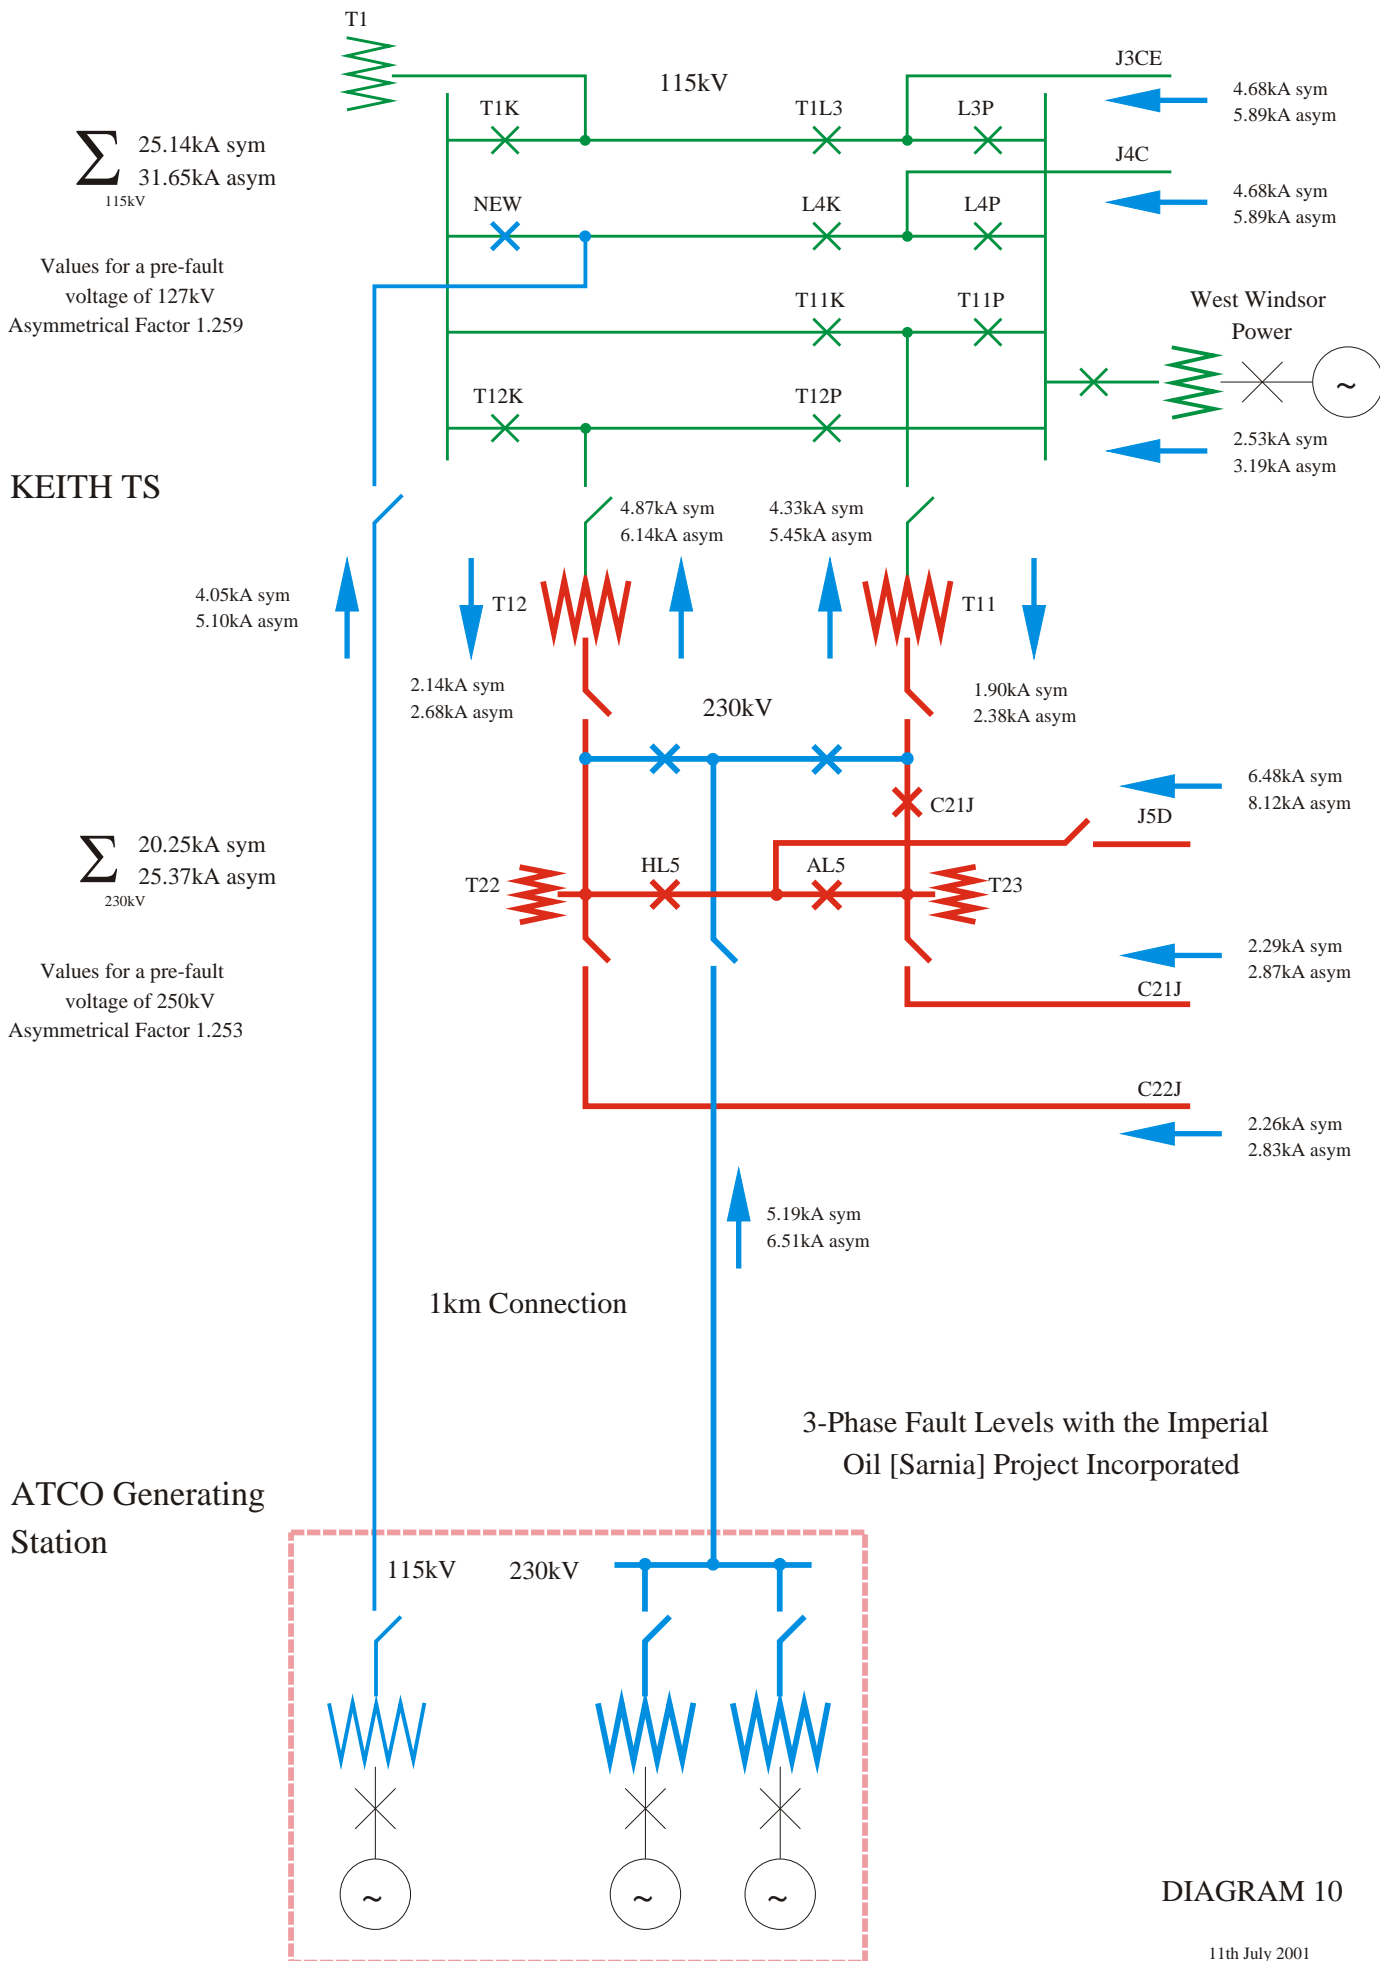 T1
J3CE
115kV
4.68kA sym
5.89kA asym
T1K
T1L3
L3P
∑ 25.14kA sym
31.65kA asym
115kV
J4C
4.68kA sym
5.89kA asym
NEW
L4K
L4P
Values for a pre-fault
voltage of 127kV
Asymmetrical Factor 1.259
T11K
T11P
West Windsor
Power
~
T12K
T12P
2.53kA sym
3.19kA asym
KEITH TS
4.87kA sym
6.14kA asym
4.33kA sym
5.45kA asym
4.05kA sym
5.10kA asym
T12
T11
2.14kA sym
2.68kA asym
230kV
1.90kA sym
2.38kA asym
6.48kA sym
8.12kA asym
C21J
J5D
∑ 20.25kA sym
25.37kA asym
230kV
T22
HL5
AL5
T23
Values for a pre-fault
voltage of 250kV
Asymmetrical Factor 1.253
2.29kA sym
2.87kA asym
C21J
C22J
2.26kA sym
2.83kA asym
5.19kA sym
6.51kA asym
1km Connection
3-Phase Fault Levels with the Imperial
Oil [Sarnia] Project Incorporated
ATCO Generating
Station
115kV
230kV
~
~
~
DIAGRAM 10
11th July 2001